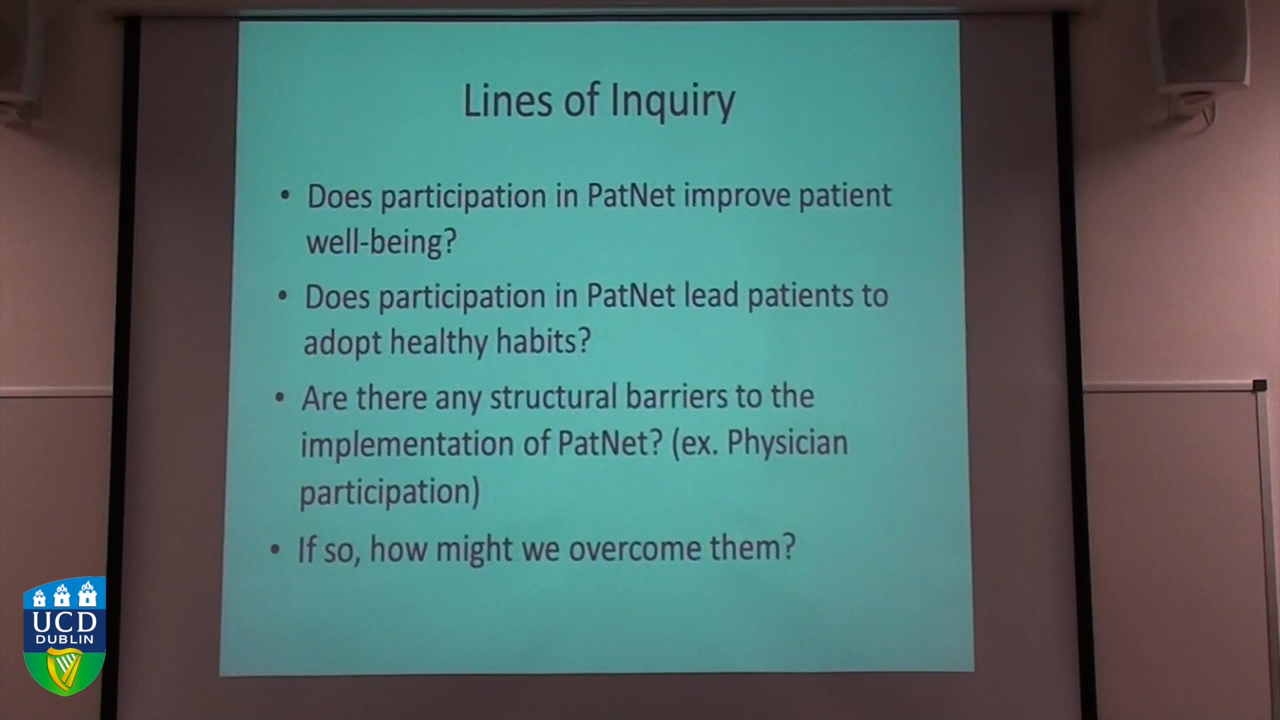 Lines of Inquiry
• Does participation in PatNet improve patient
well-being?
• Does participation in PatNet lead patients to
adopt healthy habits?
• Are there any structural barriers to the
implementation of PatNet? (ex. Physician
participation)
• If so, how might we overcome them?
UCD
DUBLIN